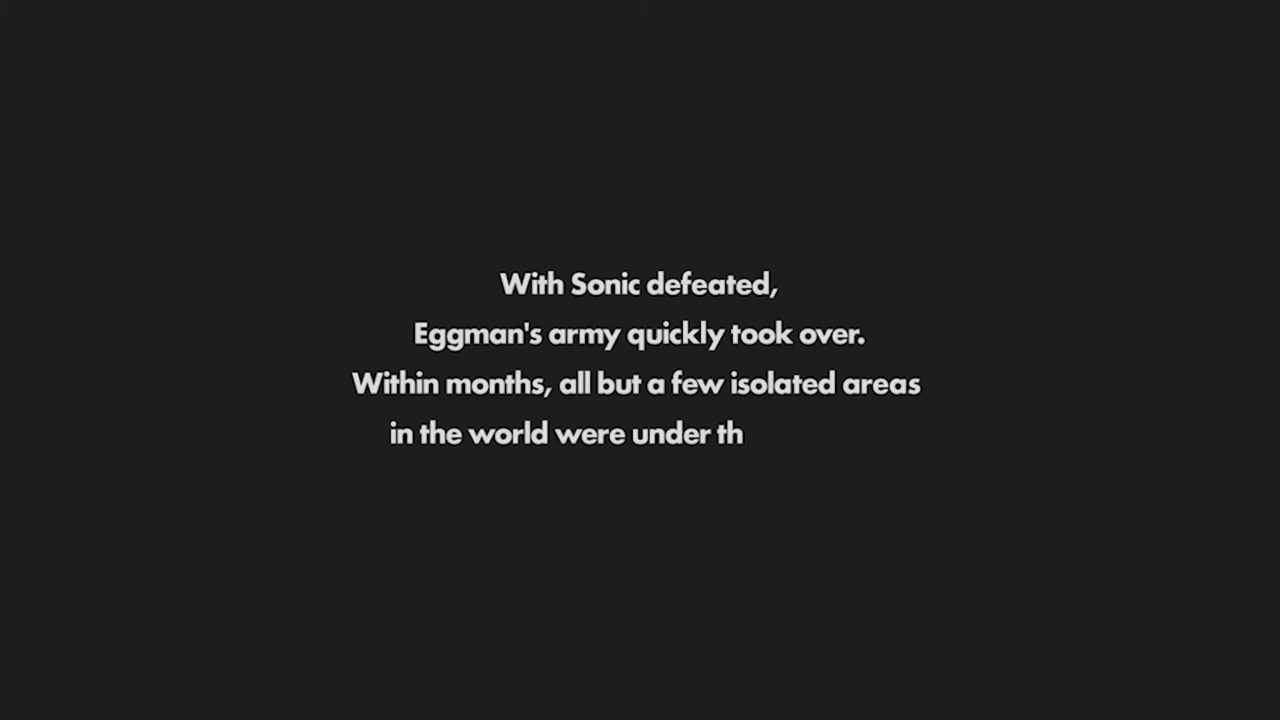 With Sonic defeated,
Eggman's army quickly took over.
Within months, all but a few isolated areas
in the world were under th